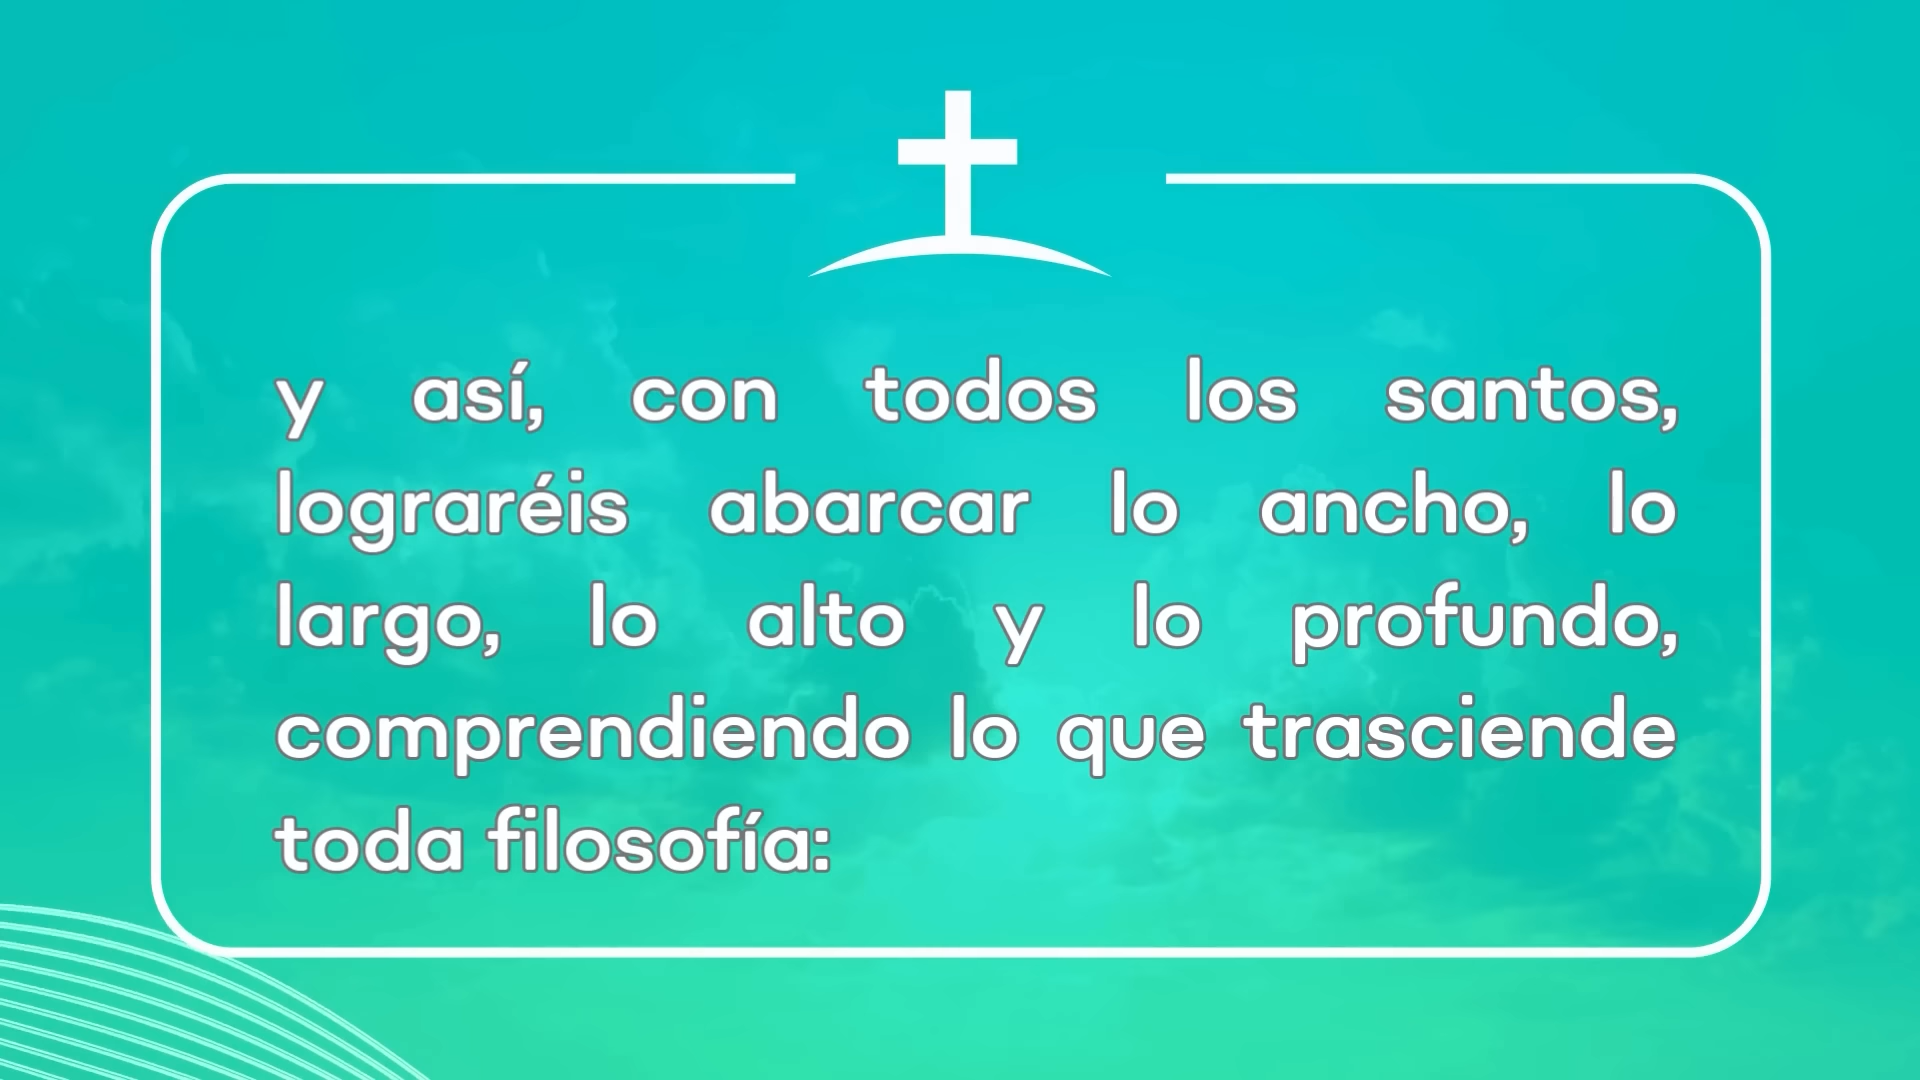 y así, con todos los santos,
lograréis abarcar lo ancho, lo
largo, lo alto y lo profundo,
comprendiendo lo que trasciende
toda filosofía: